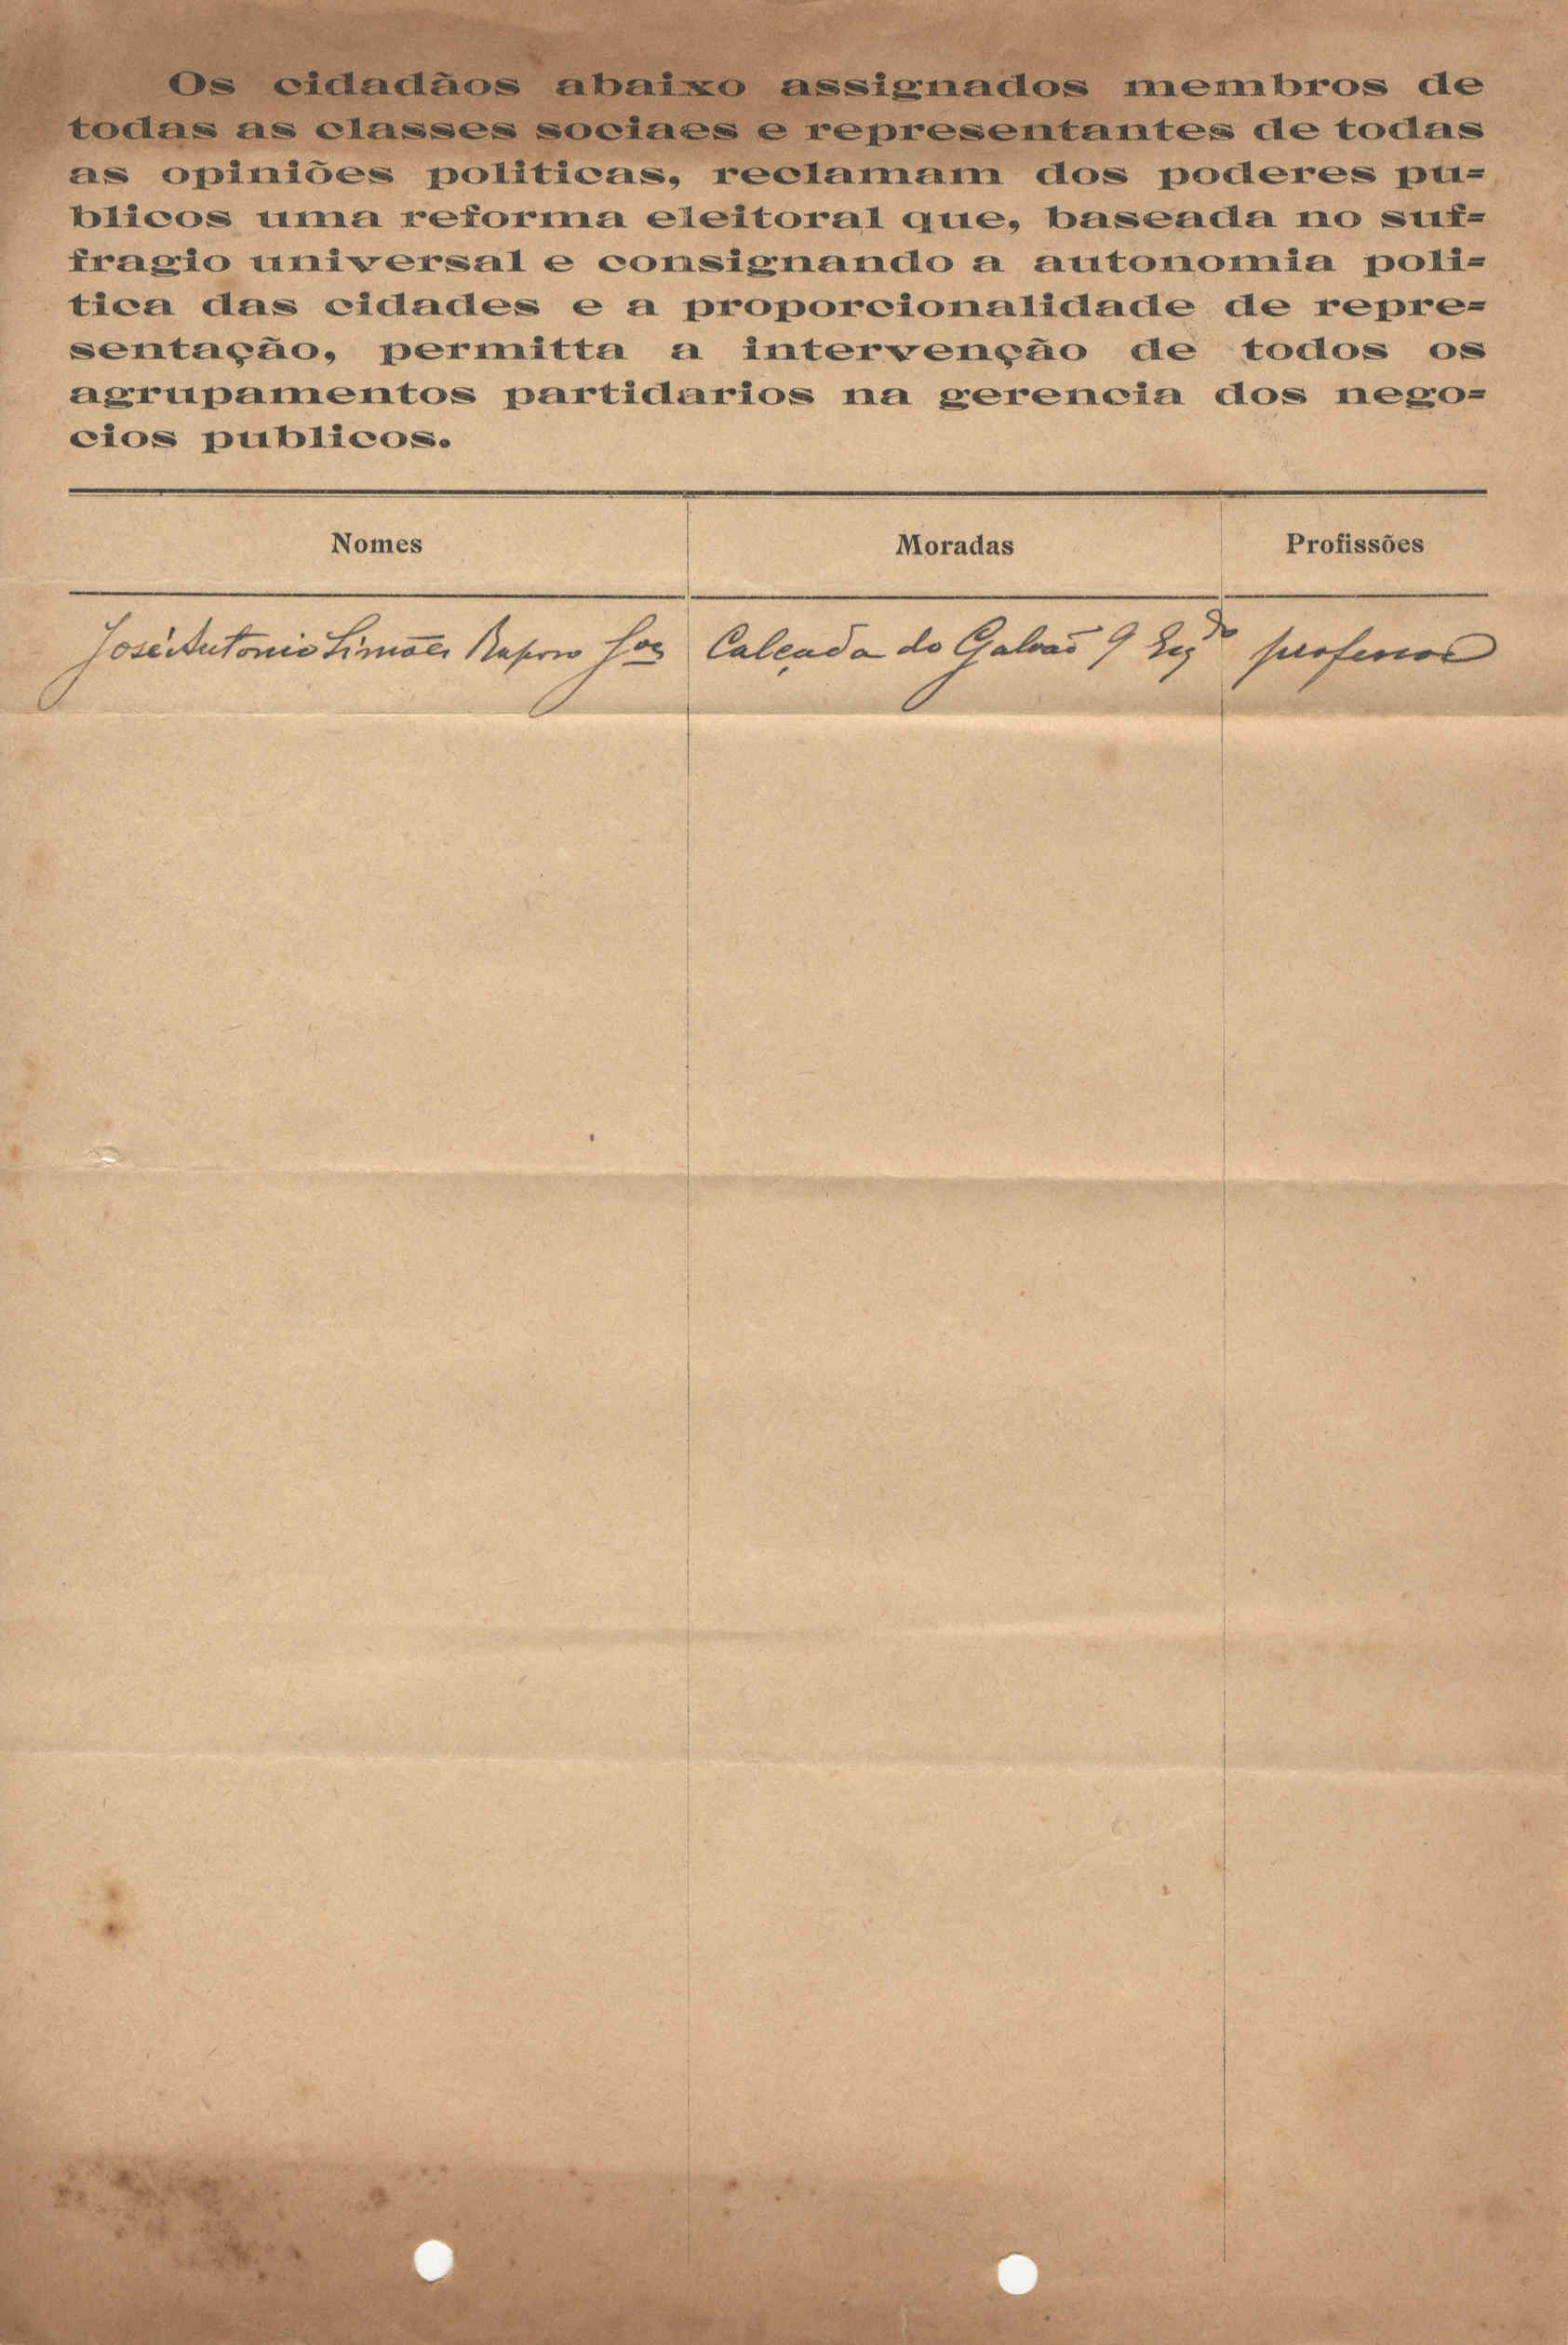 Os cidadãos abaixo assignados membros de
todas as classes sociaes e representantes de todas
as opiniões politicas, reclamam dos poderes pu-
blicos uma reforma eleitoral que, baseada no suf-
fragio universal e consignando a autonomia poli-
tica das cidades e a proporcionalidade de repre-
sentação, permitta a intervenção de todos os
agrupamentos partidarios na gerencia dos nego-
cios publicos.
Nomes Moradas Profissões
José Antonio Simões Raposo Calçada do Galvão 9 professor